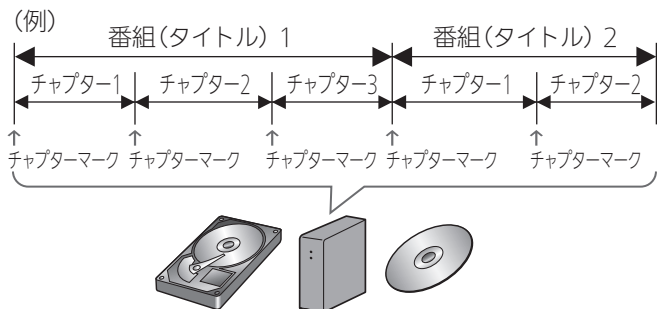 (例)
番組(タイトル) 1 番組(タイトル) 2
チャプター1 チャプター2 チャプター3 チャプター1 チャプター2
↑ ↑ ↑ ↑ ↑
チャプターマーク チャプターマーク チャプターマーク チャプターマーク チャプターマーク